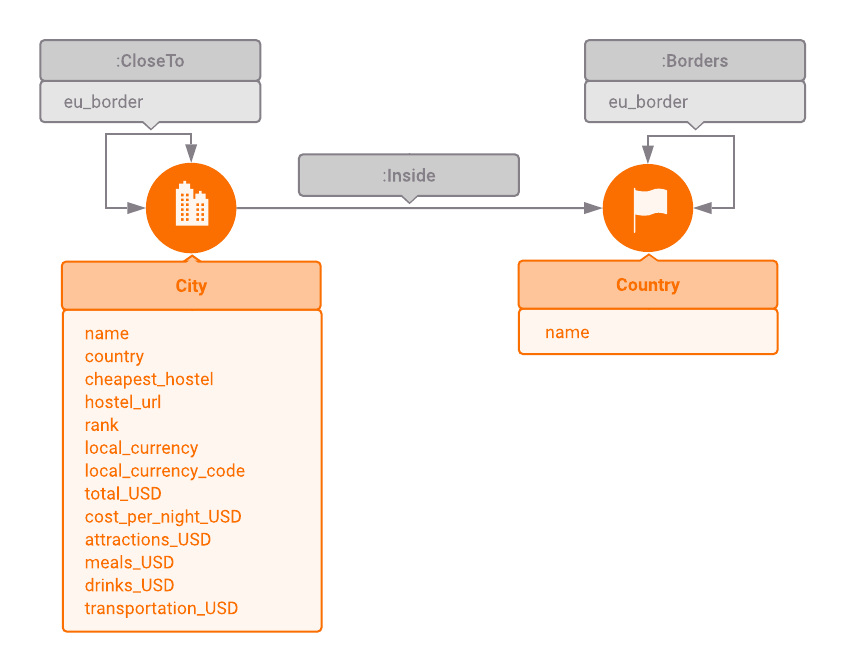 :CloseTo
eu_border
:Borders
eu_border
:Inside
City
name
country
cheapest_hostel
hostel_url
rank
local_currency
local_currency_code
total_USD
cost_per_night_USD
attractions_USD
meals_USD
drinks_USD
transportation_USD
Country
name